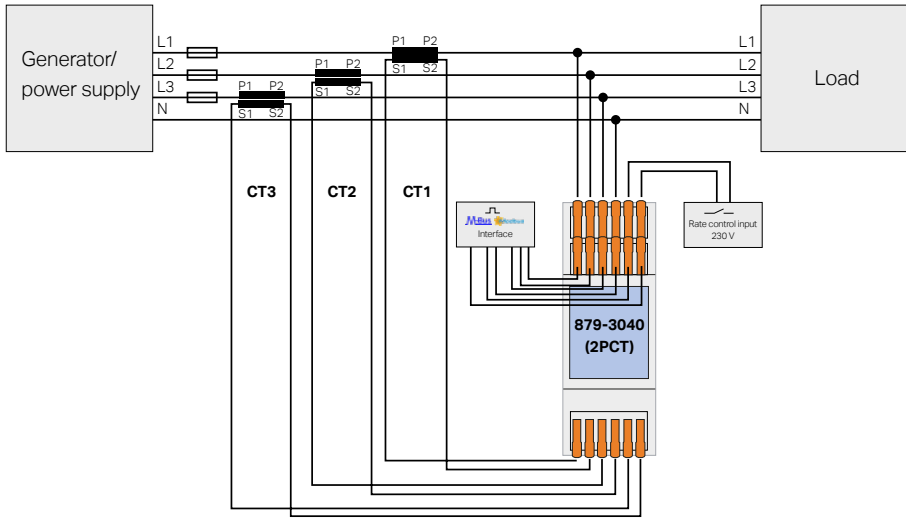 Generator/
power supply
L1
L2
L3
N
P1 P2
S1 S2
P1 P2
S1 S2
P1 P2
S1 S2
L1
L2
L3
N
Load
CT3
CT2
CT1
M-Bus Modbus
Interface
Rate control input
230 V
879-3040
(2PCT)